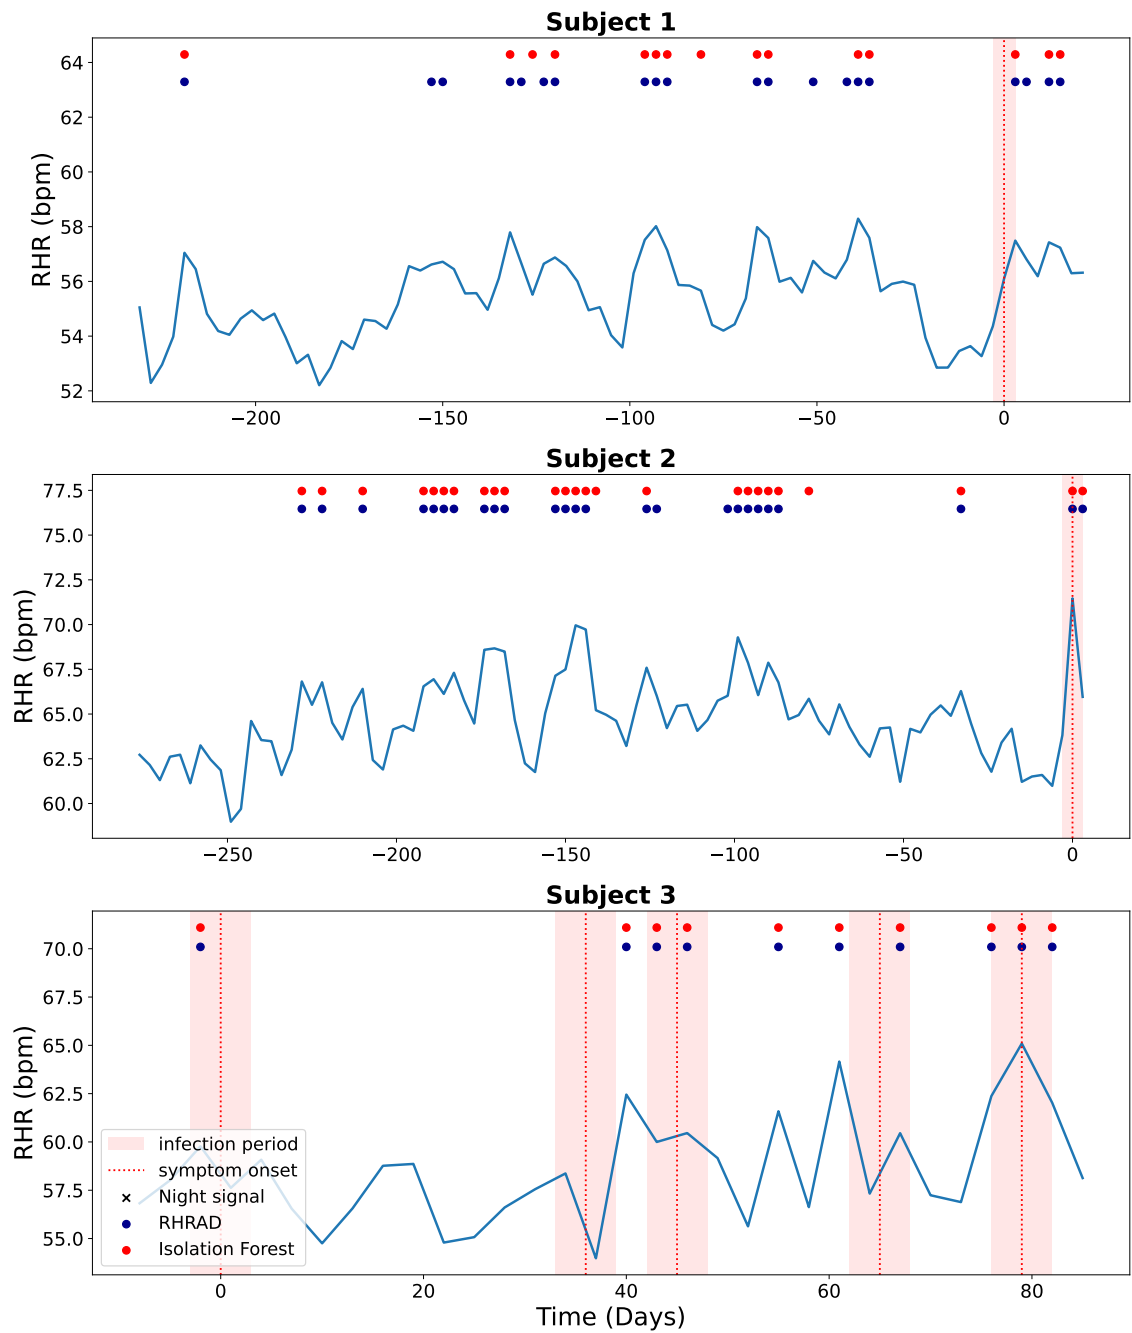 Subject 1
64
62
60
58
56
54
52
RHR (bpm)
−200 −150 −100 −50 0
Subject 2
77.5
75.0
72.5
70.0
67.5
65.0
62.5
60.0
RHR (bpm)
−250 −200 −150 −100 −50 0
Subject 3
70.0
67.5
65.0
62.5
60.0
57.5
55.0
RHR (bpm)
infection period
symptom onset
Night signal
RHRAD
Isolation Forest
0 20 40 60 80
Time (Days)